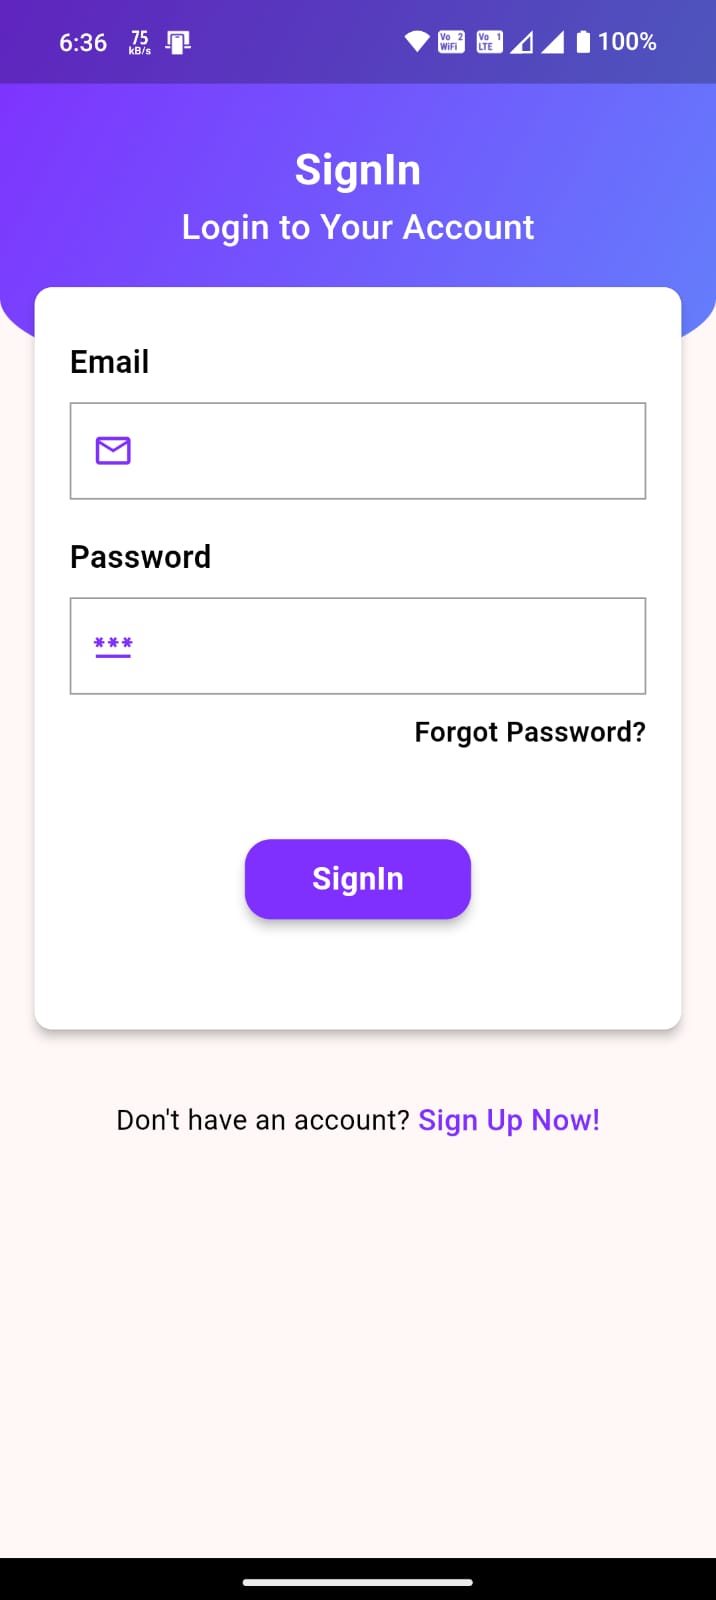 6:36 75 kB/s Vo 2 WiFi Vo 1 LTE 100%
SignIn
Login to Your Account
Email
Password
***
Forgot Password?
SignIn
Don't have an account? Sign Up Now!